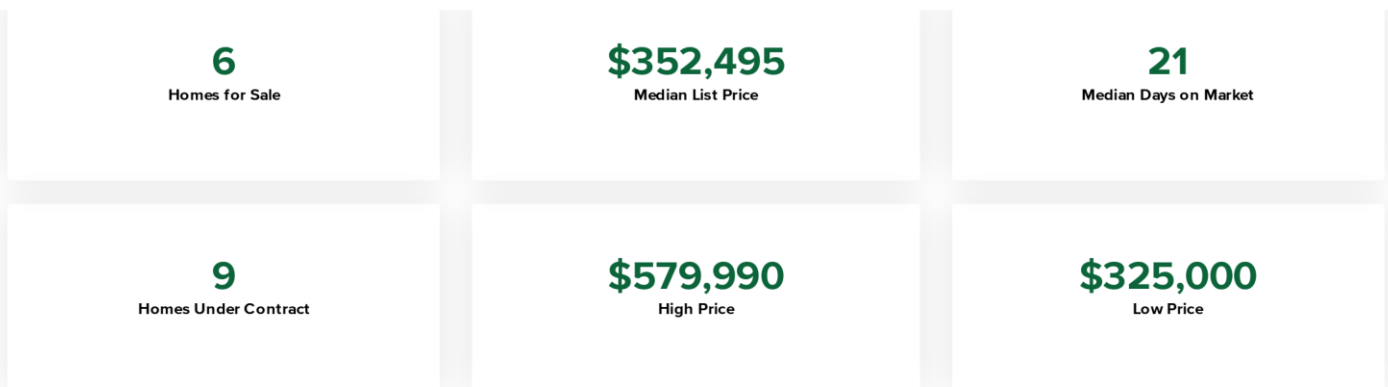 6
Homes for Sale
$352,495
Median List Price
21
Median Days on Market
9
Homes Under Contract
$579,990
High Price
$325,000
Low Price